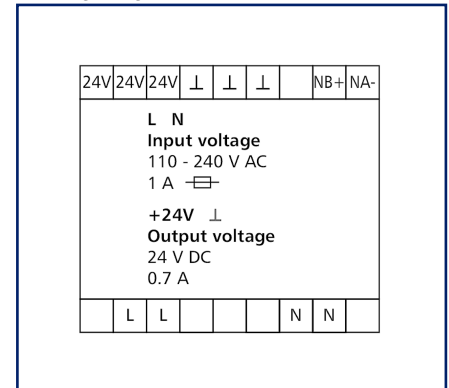 24V 24V 24V ⊥ ⊥ ⊥ NB+ NA-
L N
Input voltage
110 - 240 V AC
1 A
+24V ⊥
Output voltage
24 V DC
0.7 A
L L N N